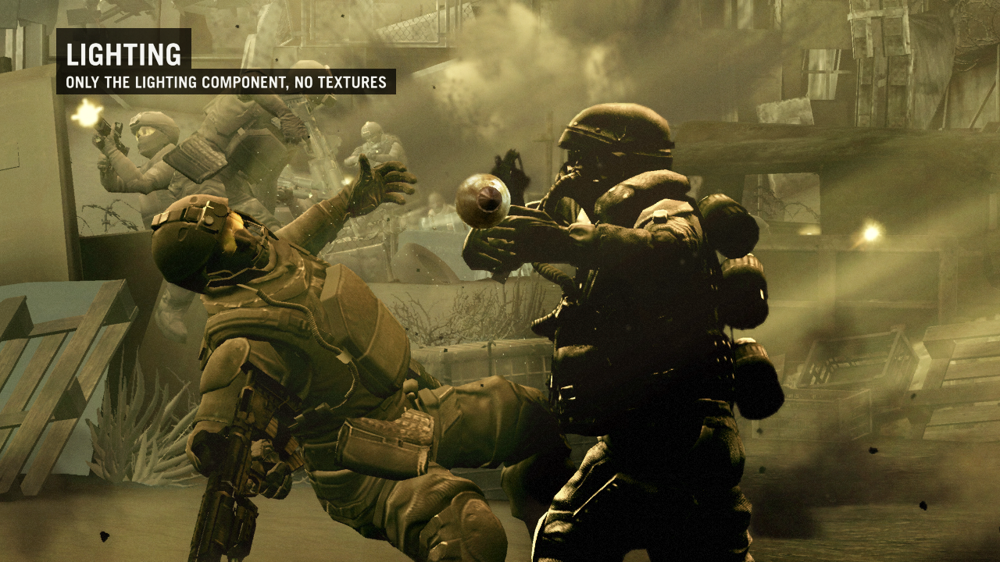 LIGHTING
ONLY THE LIGHTING COMPONENT, NO TEXTURES